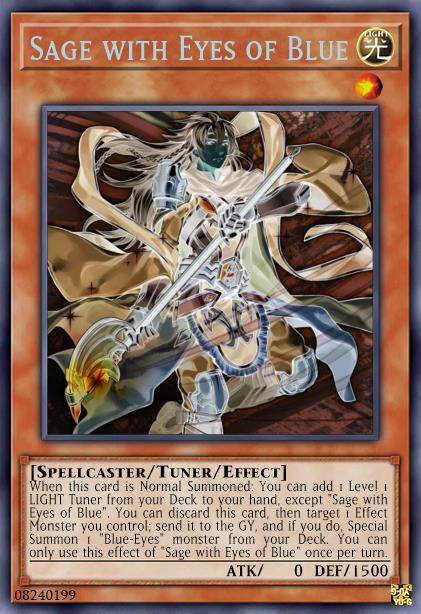 Sage with Eyes of Blue
LIGHT
光
[Spellcaster/Tuner/Effect]
When this card is Normal Summoned: You can add 1 Level 1
LIGHT Tuner from your Deck to your hand, except "Sage with
Eyes of Blue". You can discard this card, then target 1 Effect
Monster you control; send it to the GY, and if you do, Special
Summon 1 "Blue-Eyes" monster from your Deck. You can
only use this effect of "Sage with Eyes of Blue" once per turn.
ATK/ 0 DEF/1500
08240199